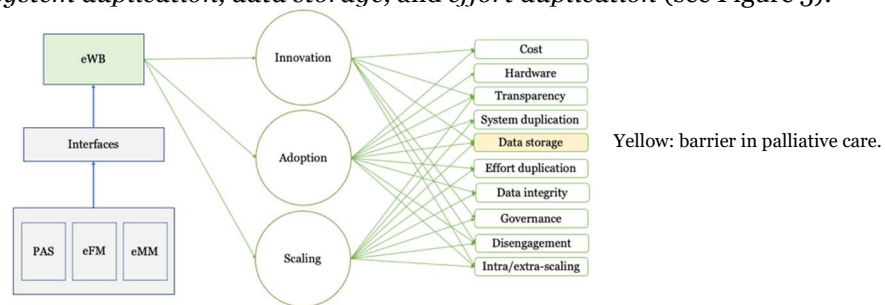 system duplication, data storage, and effort duplication (see Figure 3).
eWB
Interfaces
PAS
eFM
eMM
Innovation
Adoption
Scaling
Cost
Hardware
Transparency
System duplication
Data storage
Effort duplication
Data integrity
Governance
Disengagement
Intra/extra-scaling
Yellow: barrier in palliative care.